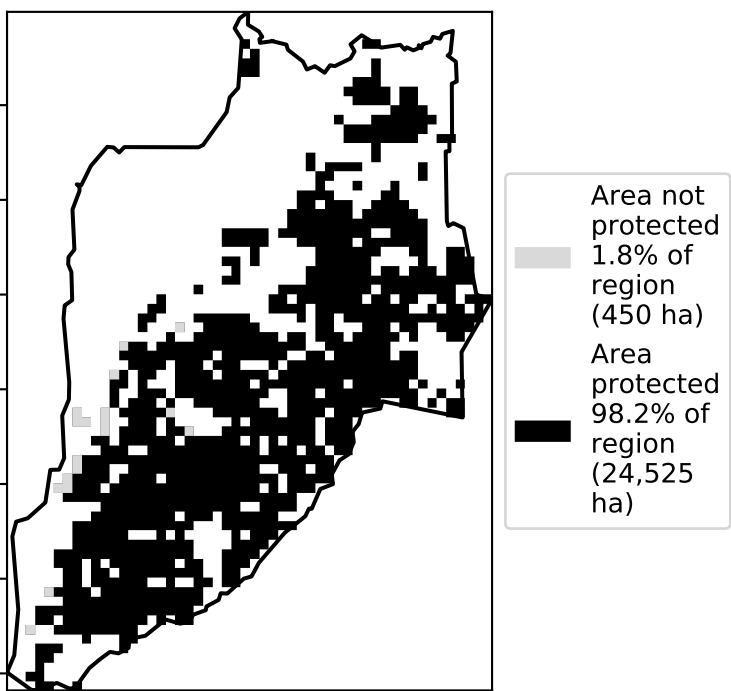 Area not
protected
1.8% of
region
(450 ha)
Area
protected
98.2% of
region
(24,525
ha)